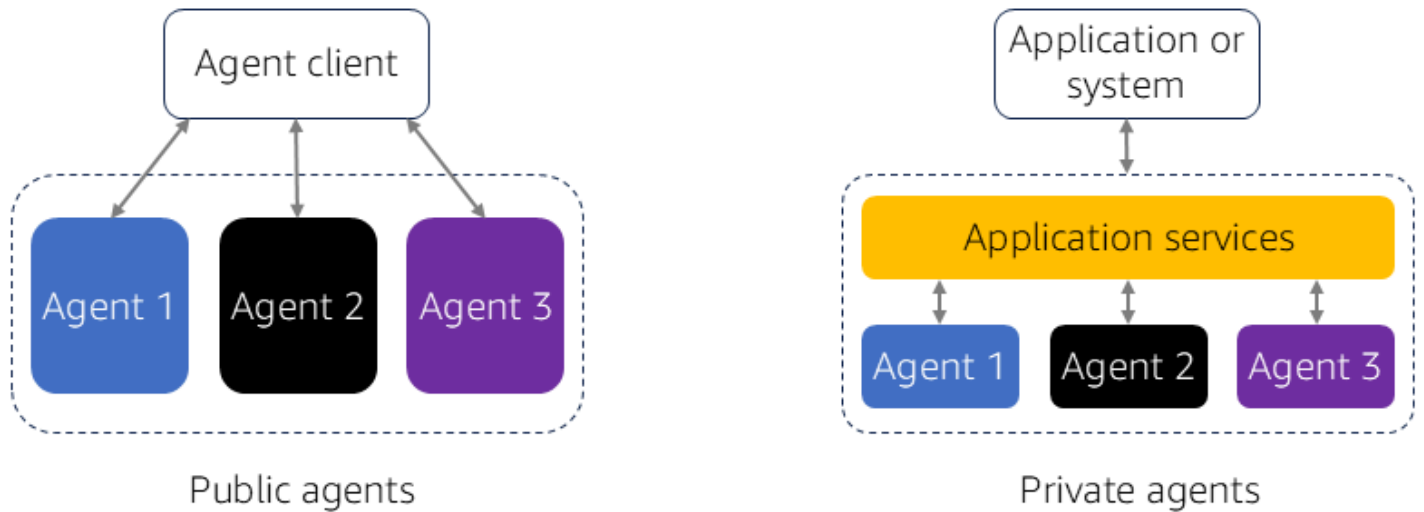 Agent client
Agent 1
Agent 2
Agent 3
Public agents
Application or
system
Application services
Agent 1
Agent 2
Agent 3
Private agents